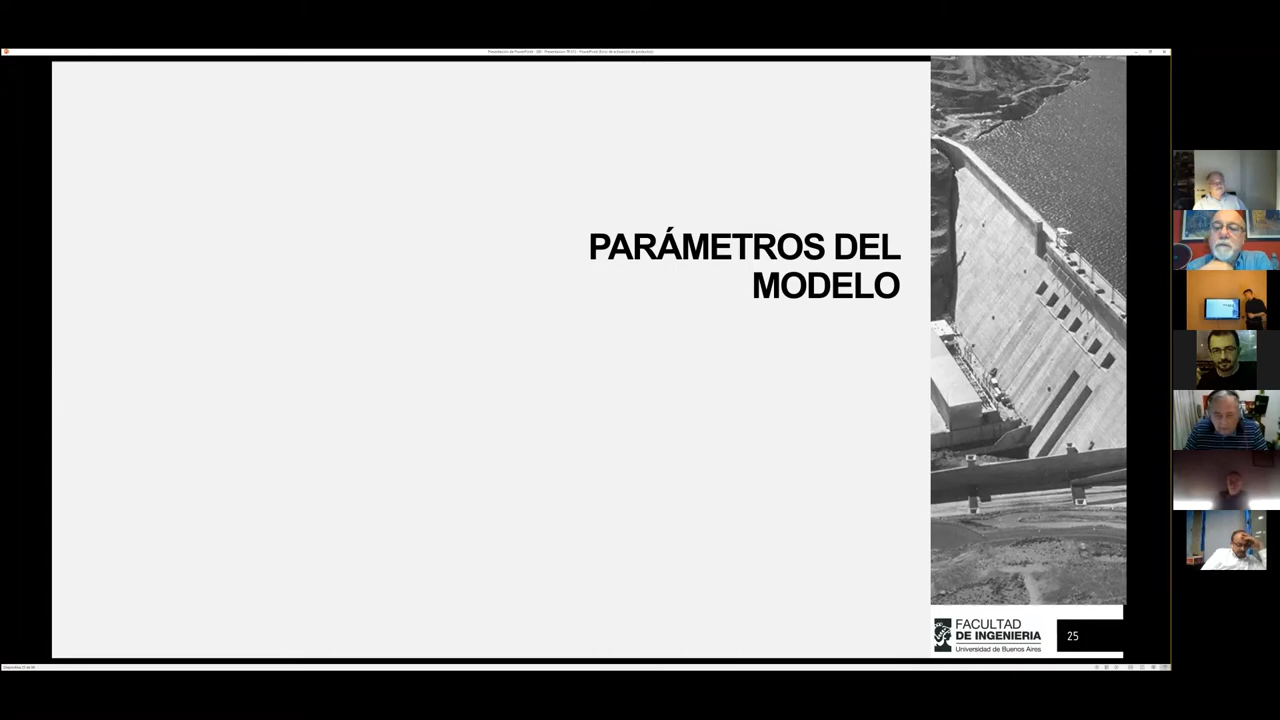 PARÁMETROS DEL
MODELO
FACULTAD
DE INGENIERIA
Universidad de Buenos Aires
25